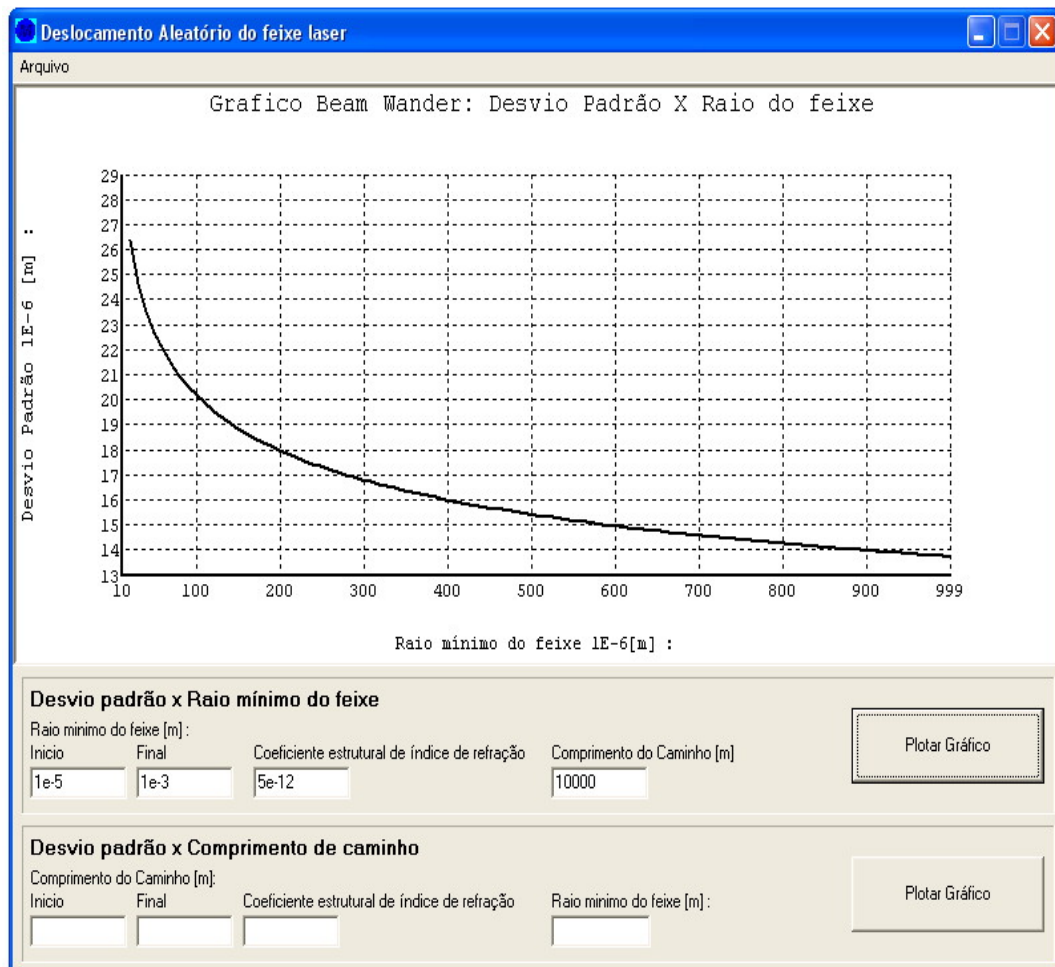 Deslocamento Aleatório do feixe laser
Arquivo
Grafico Beam Wander: Desvio Padrão X Raio do feixe
Desvio Padrão 1E-6 [m] :
29
28
27
26
25
24
23
22
21
20
19
18
17
16
15
14
13
10 100 200 300 400 500 600 700 800 900 999
Raio mínimo do feixe 1E-6[m] :
Desvio padrão x Raio mínimo do feixe
Raio minimo do feixe [m] :
Inicio Final Coeficiente estrutural de índice de refração Comprimento do Caminho [m]
1e-5 1e-3 5e-12 10000
Plotar Gráfico
Desvio padrão x Comprimento de caminho
Comprimento do Caminho [m]:
Inicio Final Coeficiente estrutural de índice de refração Raio minimo do feixe [m] :
Plotar Gráfico